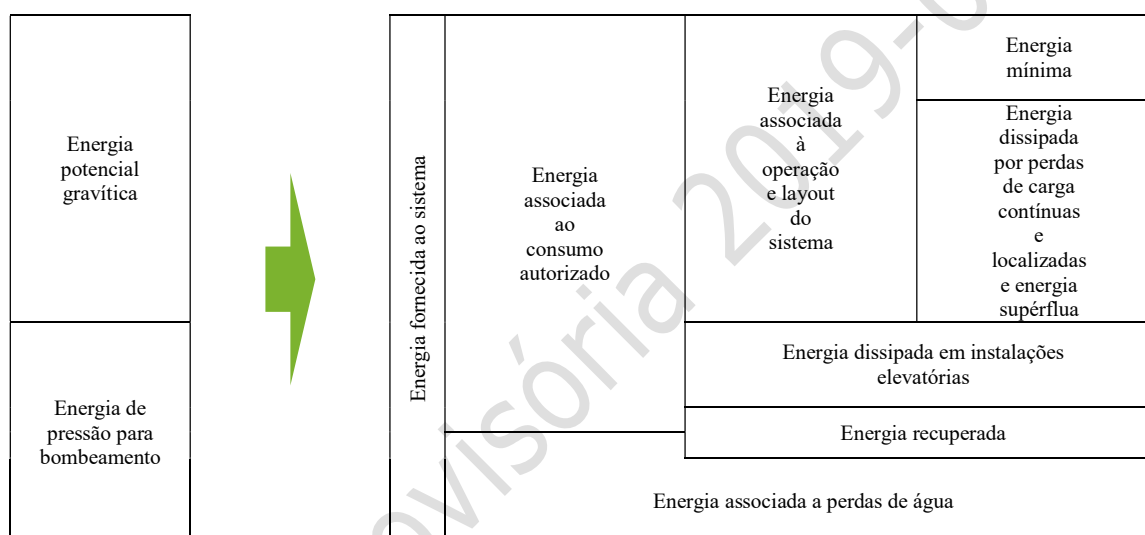 Energia
potencial
gravítica
Energia de
pressão para
bombeamento
Energia fornecida ao sistema
Energia
associada
ao
consumo
autorizado
Energia
associada
à
operação
e layout
do
sistema
Energia
mínima
Energia
dissipada
por perdas
de carga
contínuas
e
localizadas
e energia
supérflua
Energia dissipada em instalações
elevatórias
Energia recuperada
Energia associada a perdas de água